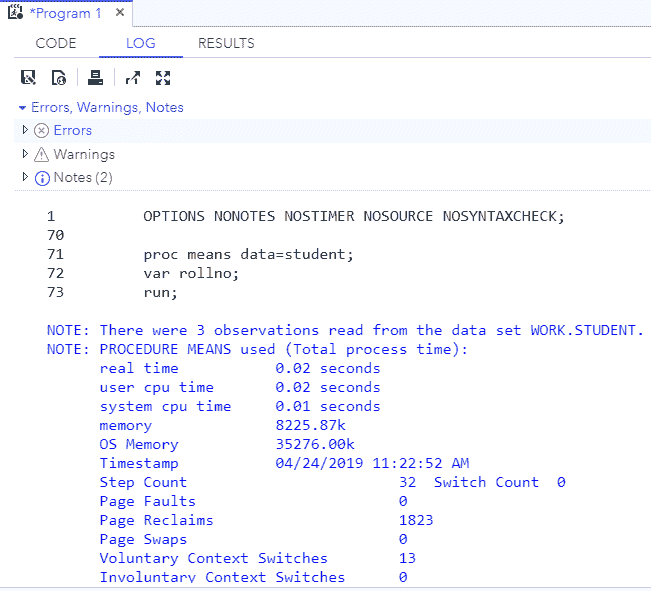 *Program 1 ×
CODE LOG RESULTS
Errors, Warnings, Notes
Errors
Warnings
Notes (2)
1 OPTIONS NONOTES NOSTIMER NOSOURCE NOSYNTAXCHECK;
70
71 proc means data=student;
72 var rollno;
73 run;
NOTE: There were 3 observations read from the data set WORK.STUDENT.
NOTE: PROCEDURE MEANS used (Total process time):
real time 0.02 seconds
user cpu time 0.02 seconds
system cpu time 0.01 seconds
memory 8225.87k
OS Memory 35276.00k
Timestamp 04/24/2019 11:22:52 AM
Step Count 32 Switch Count 0
Page Faults 0
Page Reclaims 1823
Page Swaps 0
Voluntary Context Switches 13
Involuntary Context Switches 0